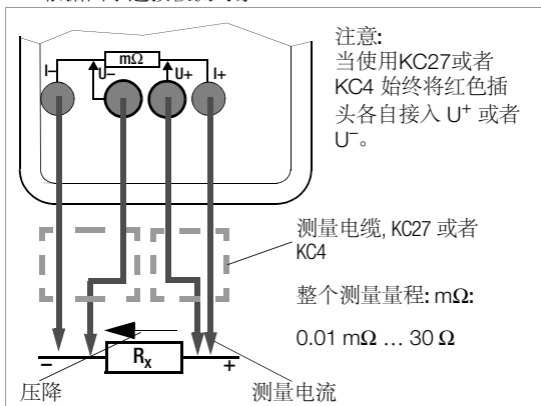 mΩ
I– U– U+ I+
注意:
当使用KC27或者
KC4 始终将红色插
头各自接入 U⁺ 或者
U⁻。
测量电缆, KC27 或者
KC4
整个测量量程: mΩ:
0.01 mΩ … 30 Ω
– Rx +
压降
测量电流